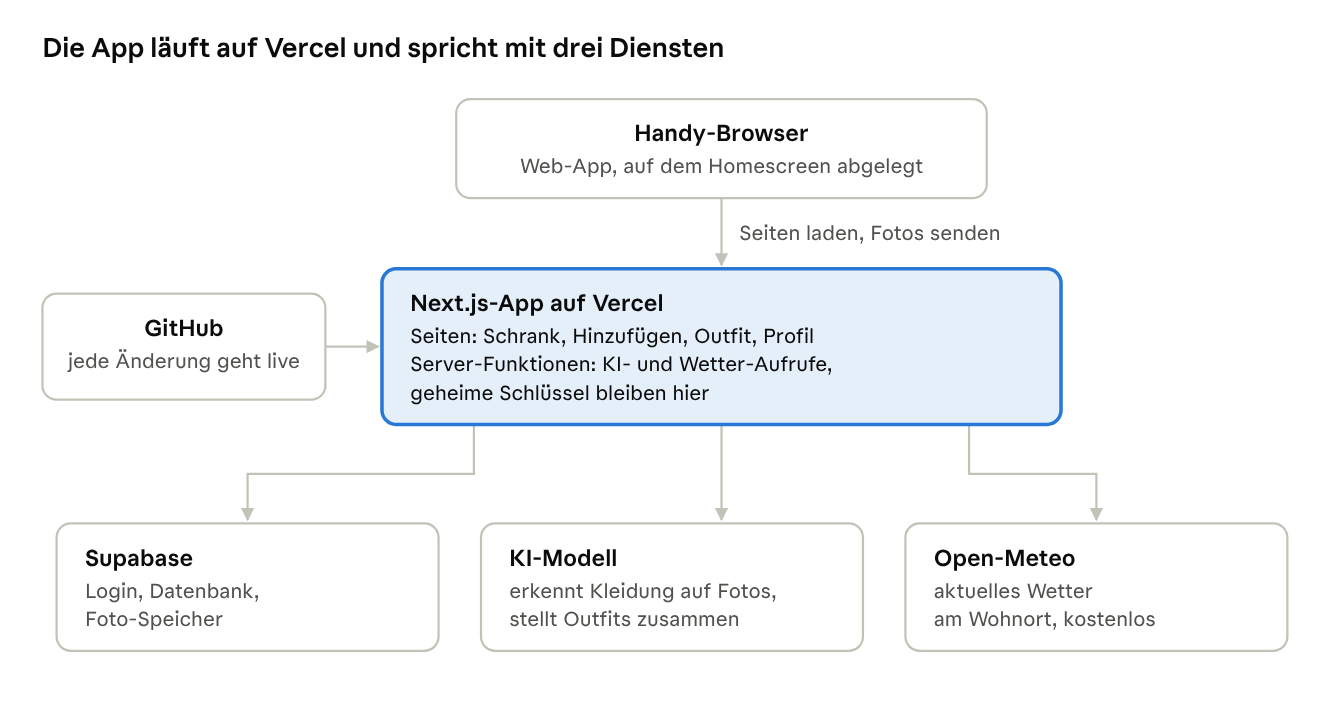 Die App läuft auf Vercel und spricht mit drei Diensten
Handy-Browser
Web-App, auf dem Homescreen abgelegt
Seiten laden, Fotos senden
GitHub
jede Änderung geht live
Next.js-App auf Vercel
Seiten: Schrank, Hinzufügen, Outfit, Profil
Server-Funktionen: KI- und Wetter-Aufrufe,
geheime Schlüssel bleiben hier
Supabase
Login, Datenbank,
Foto-Speicher
KI-Modell
erkennt Kleidung auf Fotos,
stellt Outfits zusammen
Open-Meteo
aktuelles Wetter
am Wohnort, kostenlos